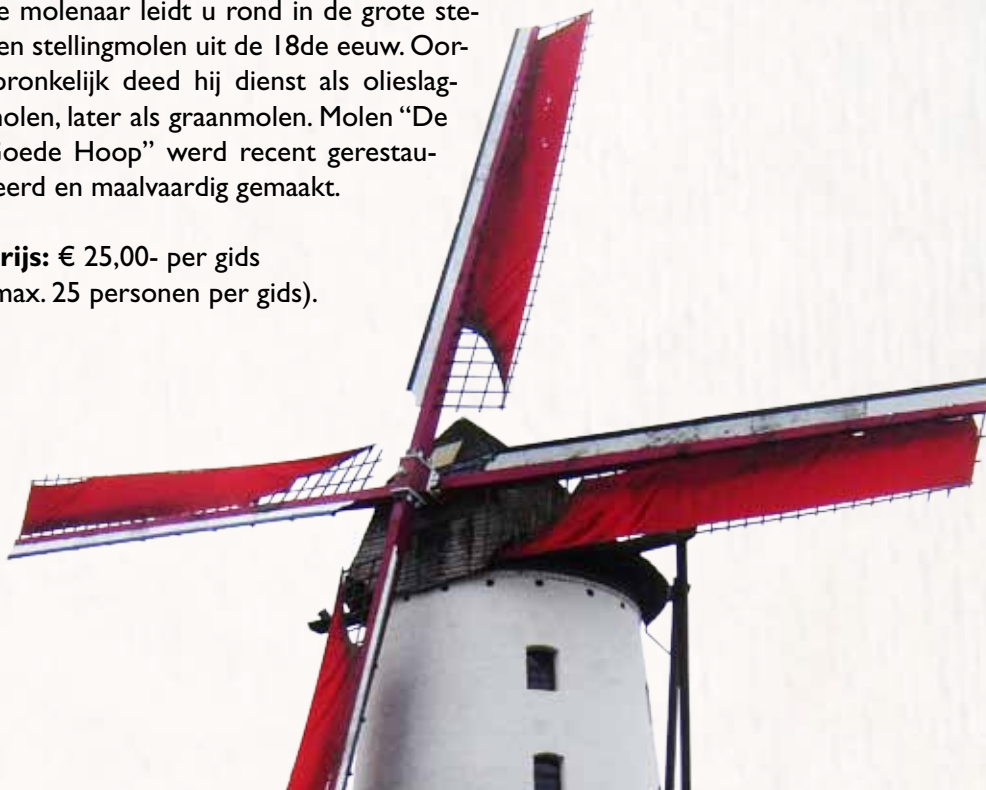 e molenaar leidt u rond in de grote ste-
en stellingmolen uit de 18de eeuw. Oor-
pronkelijk deed hij dienst als olieslag-
molen, later als graanmolen. Molen “De
Goede Hoop” werd recent gerestau-
eerd en maalvaardig gemaakt.
rijs: € 25,00- per gids
max. 25 personen per gids).